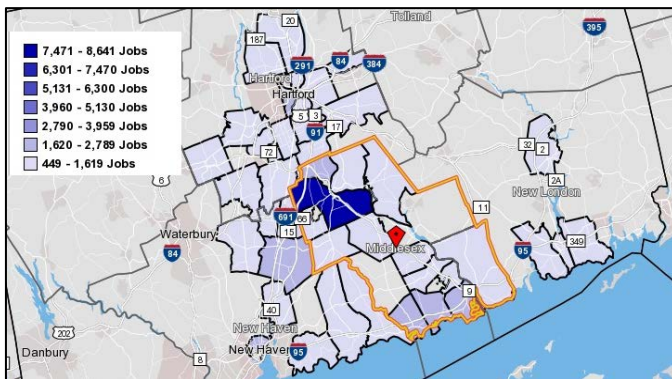 7,471 - 8,641 Jobs
6,301 - 7,470 Jobs
5,131 - 6,300 Jobs
3,960 - 5,130 Jobs
2,790 - 3,959 Jobs
1,620 - 2,789 Jobs
449 - 1,619 Jobs
20
Tolland
187
395
291
84
384
Hartford
Hartford
5
3
17
91
72
32
2
6
2A
New London
11
691
66
15
Waterbury
Middlesex
84
95
349
9
40
New Haven
202
Danbury
8
New Haven
95